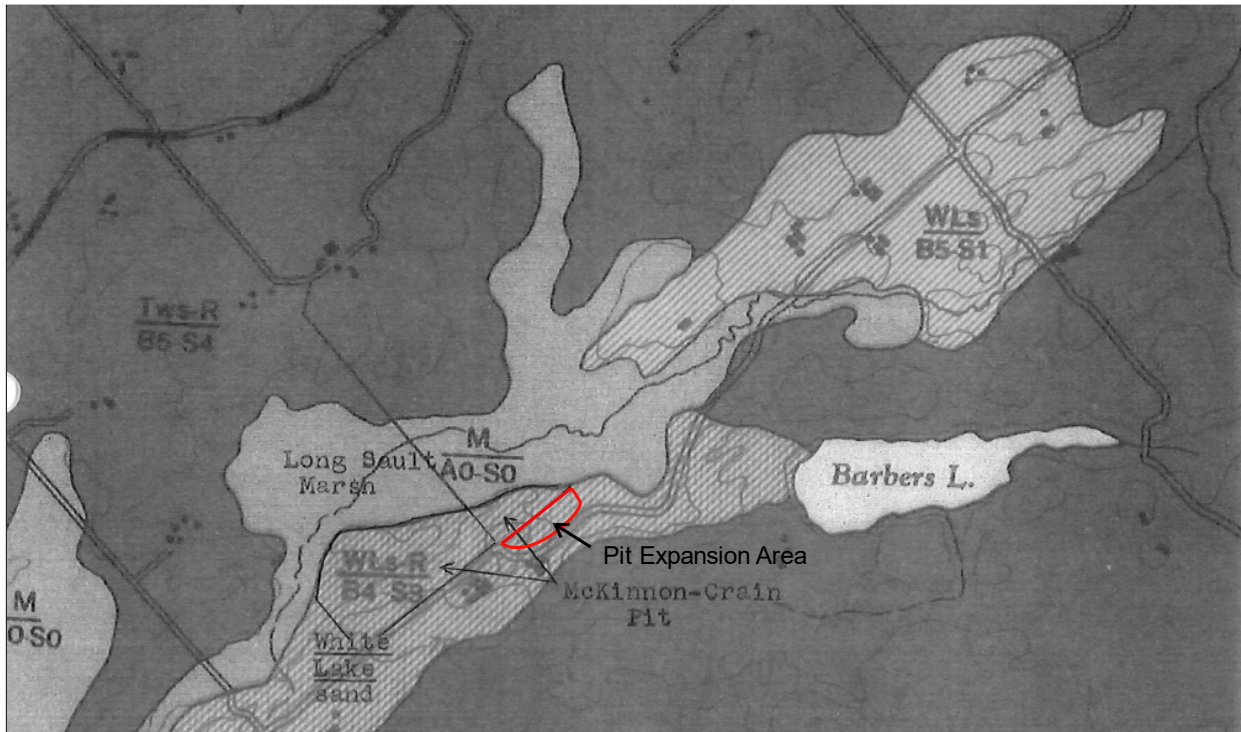 WLs
B5-S1
Tws-R
B5-S4
M
A0-S0
Long Sault
Marsh
Barbers L.
Pit Expansion Area
WLs-R
B4-S3
McKinnon-Crain
Pit
M
0-S0
White
Lake
sand